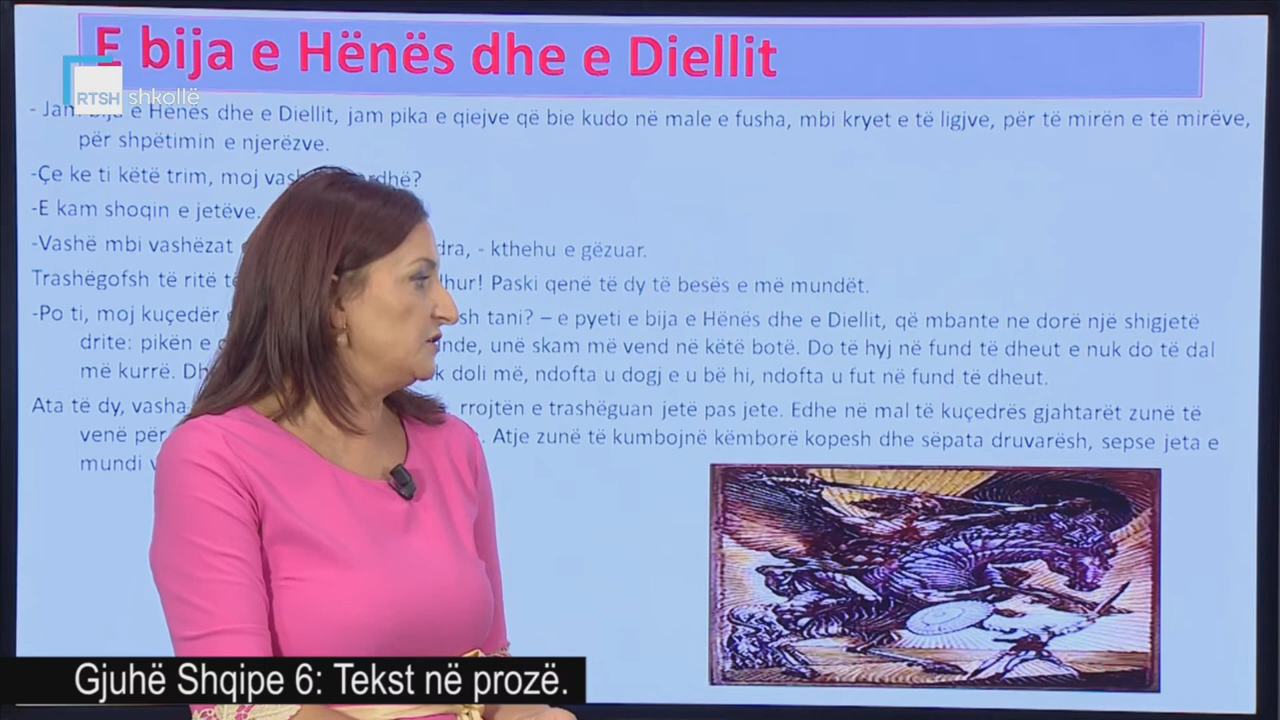 E bija e Hënës dhe e Diellit
RTSH shkollë
- Jam bija e Hënës dhe e Diellit, jam pika e qiejve që bie kudo në male e fusha, mbi kryet e të ligjve, për të mirën e të mirëve,
për shpëtimin e njerëzve.
-Çe ke ti këtë trim, moj
-E kam shoqin e jetëve.
-Vashë mbi vashëzat - kthehu e gëzuar.
Trashëgofsh të ritë Paski qenë të dy të besës e më mundët.
-Po ti, moj kuçedër tani? – e pyeti e bija e Hënës dhe e Diellit, që mbante ne dorë një shigjetë
drite: pikën e unë skam më vend në këtë botë. Do të hyj në fund të dheut e nuk do të dal
më kurrë. doli më, ndofta u dogj e u bë hi, ndofta u fut në fund të dheut.
Ata të dy, vasha rrojtën e trashëguan jetë pas jete. Edhe në mal të kuçedrës gjahtarët zunë të
venë për Atje zunë të kumbojnë këmborë kopesh dhe sëpata druvarësh, sepse jeta e
mundi
Gjuhë Shqipe 6: Tekst në prozë.